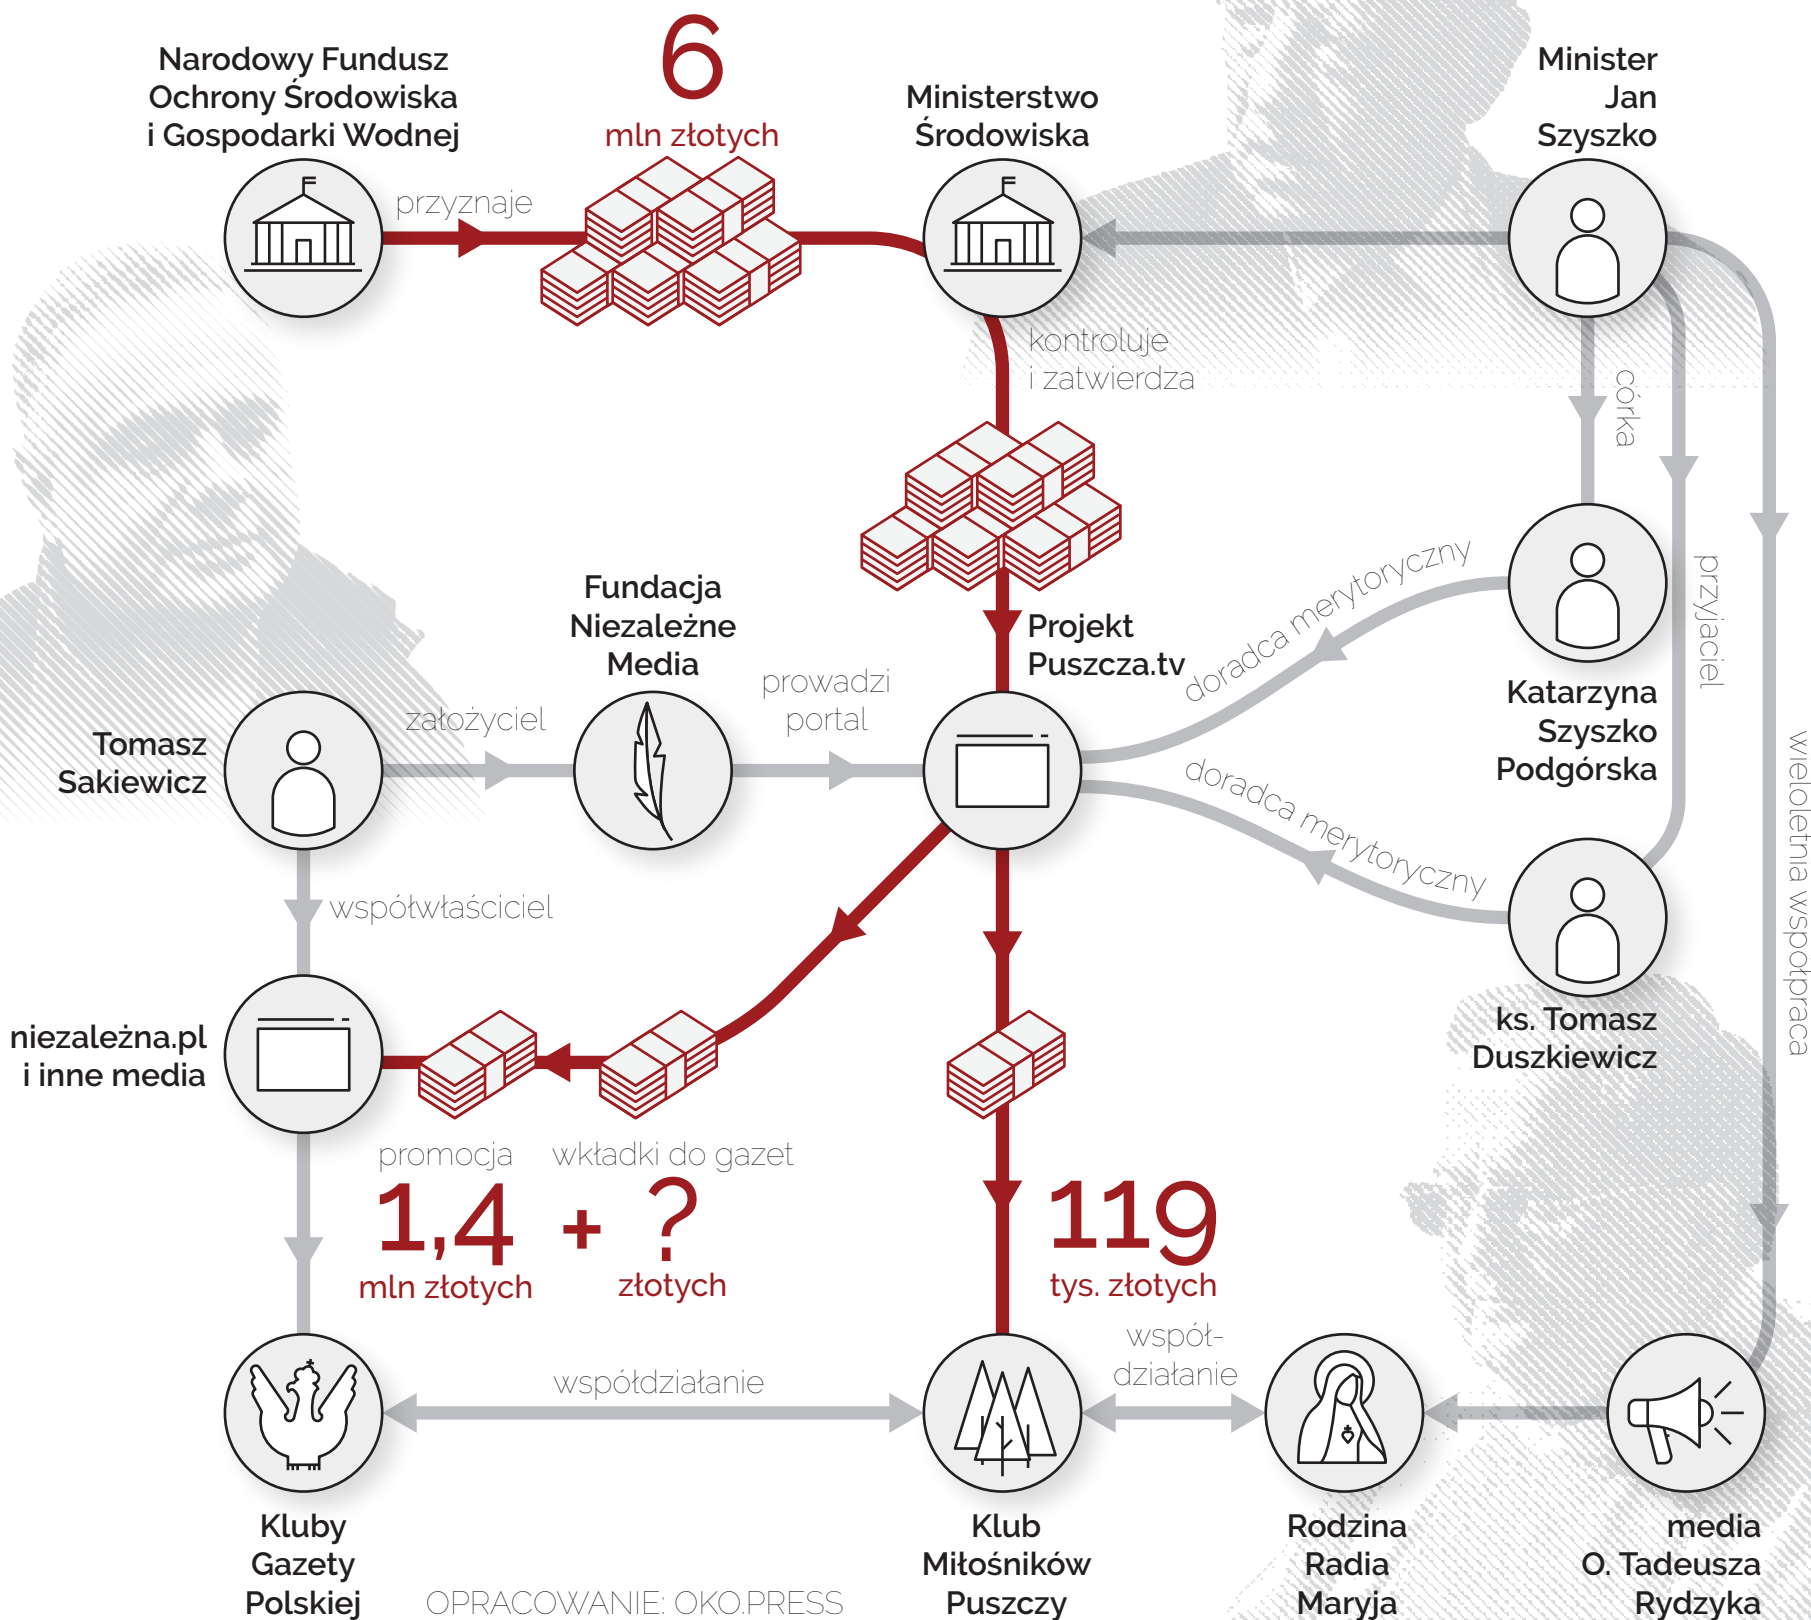 Narodowy Fundusz
Ochrony Środowiska
i Gospodarki Wodnej
6
mln złotych
Ministerstwo
Środowiska
Minister
Jan
Szyszko
przyznaje
kontroluje
i zatwierdza
córka
przyjaciel
wieloletnia współpraca
Fundacja
Niezależne
Media
Projekt
Puszcza.tv
doradca merytoryczny
Katarzyna
Szyszko
Podgórska
Tomasz
Sakiewicz
założyciel
prowadzi
portal
doradca merytoryczny
współwłaściciel
ks. Tomasz
Duszkiewicz
niezależna.pl
i inne media
promocja
1,4
mln złotych
+
wkładki do gazet
?
złotych
119
tys. złotych
współdziałanie
współ-
działanie
Kluby
Gazety
Polskiej
Klub
Miłośników
Puszczy
Rodzina
Radia
Maryja
media
O. Tadeusza
Rydzyka
OPRACOWANIE: OKO.PRESS